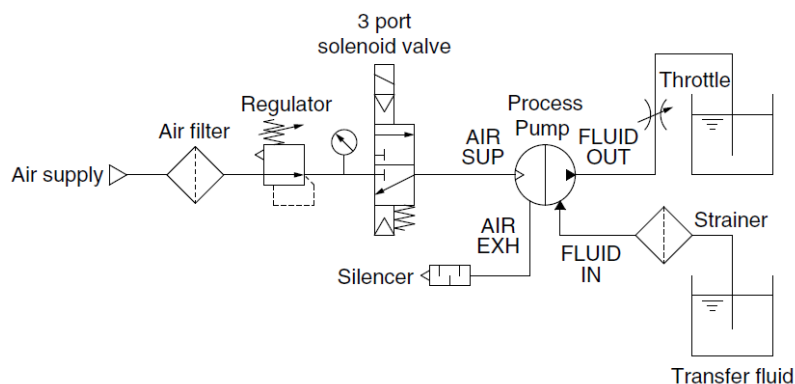 3 port
solenoid valve
Regulator
Air filter
Air supply
Process
Pump
AIR
SUP
FLUID
OUT
Throttle
AIR
EXH
FLUID
IN
Strainer
Silencer
Transfer fluid